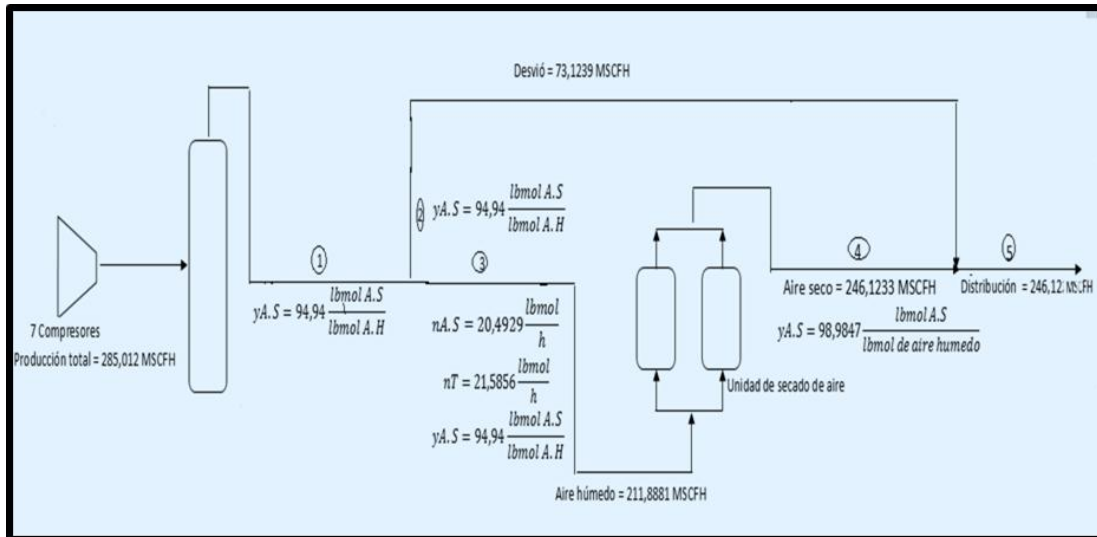 Desvió = 73,1239 MSCFH
② yA.S = 94,94 lbmol A.S / lbmol A.H
①
yA.S = 94,94 lbmol A.S / lbmol A.H
③
nA.S = 20,4929 lbmol / h
nT = 21,5856 lbmol / h
yA.S = 94,94 lbmol A.S / lbmol A.H
7 Compresores
Producción total = 285,012 MSCFH
Aire húmedo = 211,8881 MSCFH
Unidad de secado de aire
④
Aire seco = 246,1233 MSCFH
yA.S = 98,9847 lbmol A.S / lbmol de aire humedo
⑤
Distribución = 246,12 MSCFH